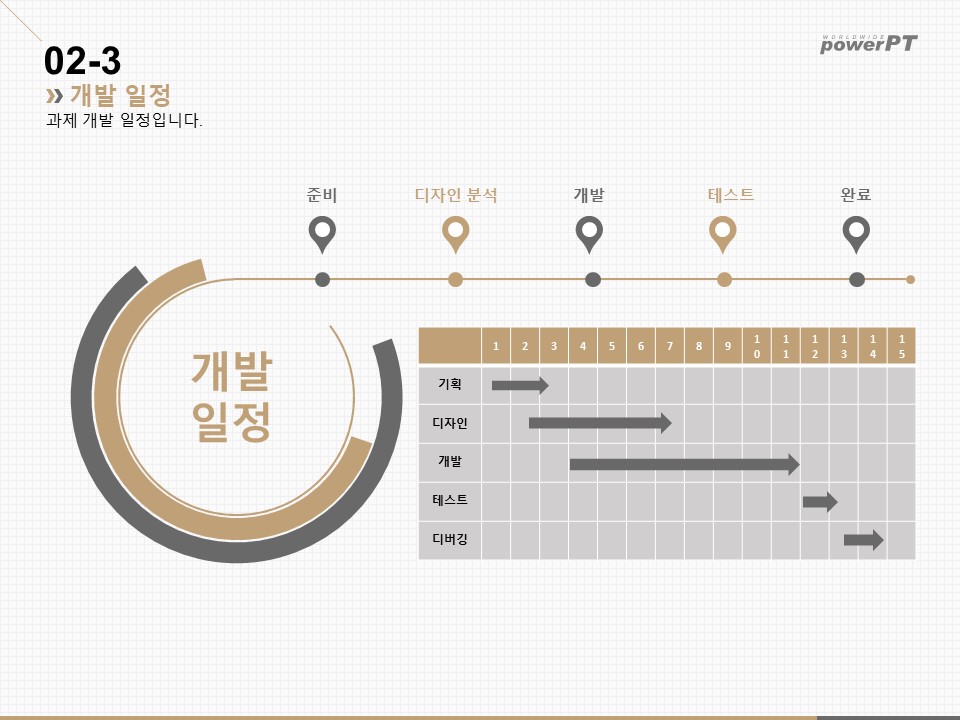 02-3
WORLDWIDE
powerPT
개발 일정
과제 개발 일정입니다.
준비 디자인 분석 개발 테스트 완료
개발
일정
1 2 3 4 5 6 7 8 9 10 11 12 13 14 15
기획
디자인
개발
테스트
디버깅